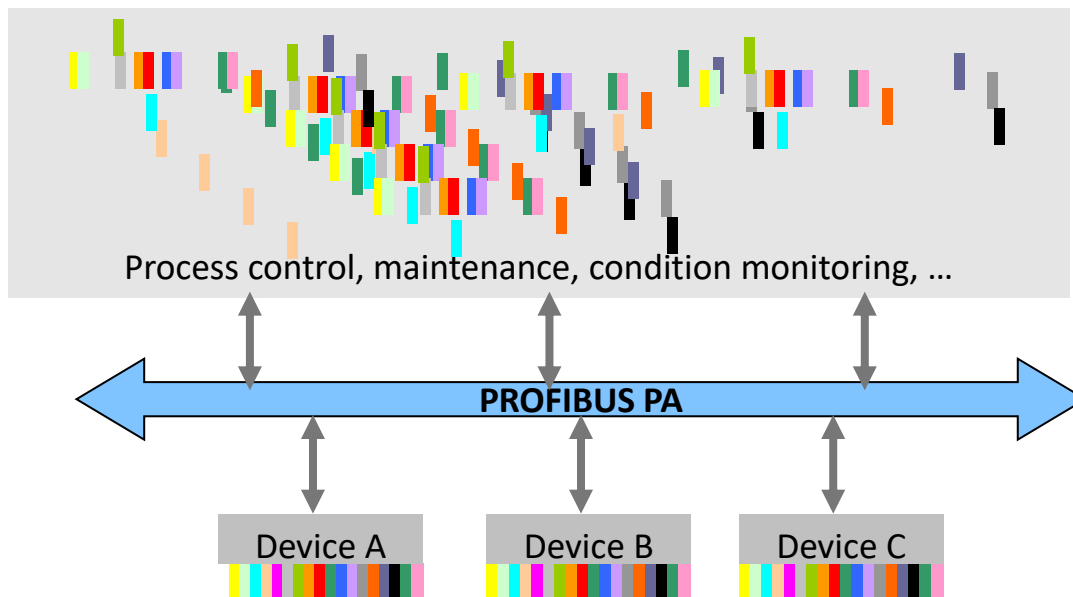 Process control, maintenance, condition monitoring, ...
PROFIBUS PA
Device A
Device B
Device C